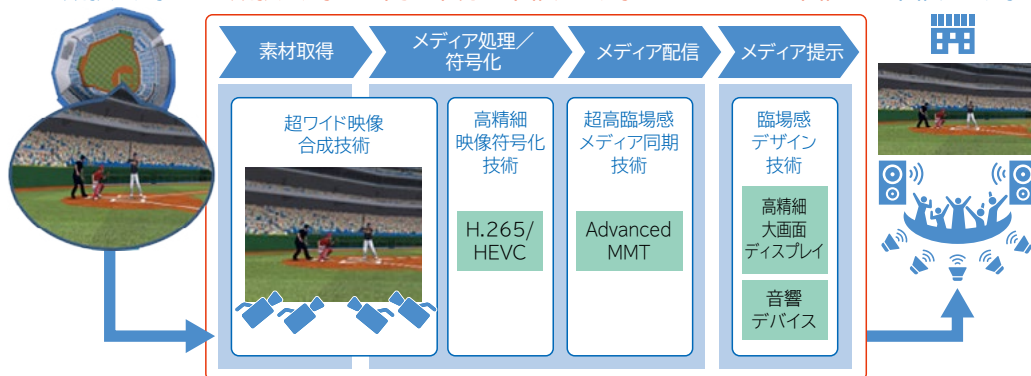 素材取得
メディア処理／
符号化
メディア配信
メディア提示
超ワイド映像
合成技術
高精細
映像符号化
技術
H.265/
HEVC
超高臨場感
メディア同期
技術
Advanced
MMT
臨場感
デザイン
技術
高精細
大画面
ディスプレイ
音響
デバイス